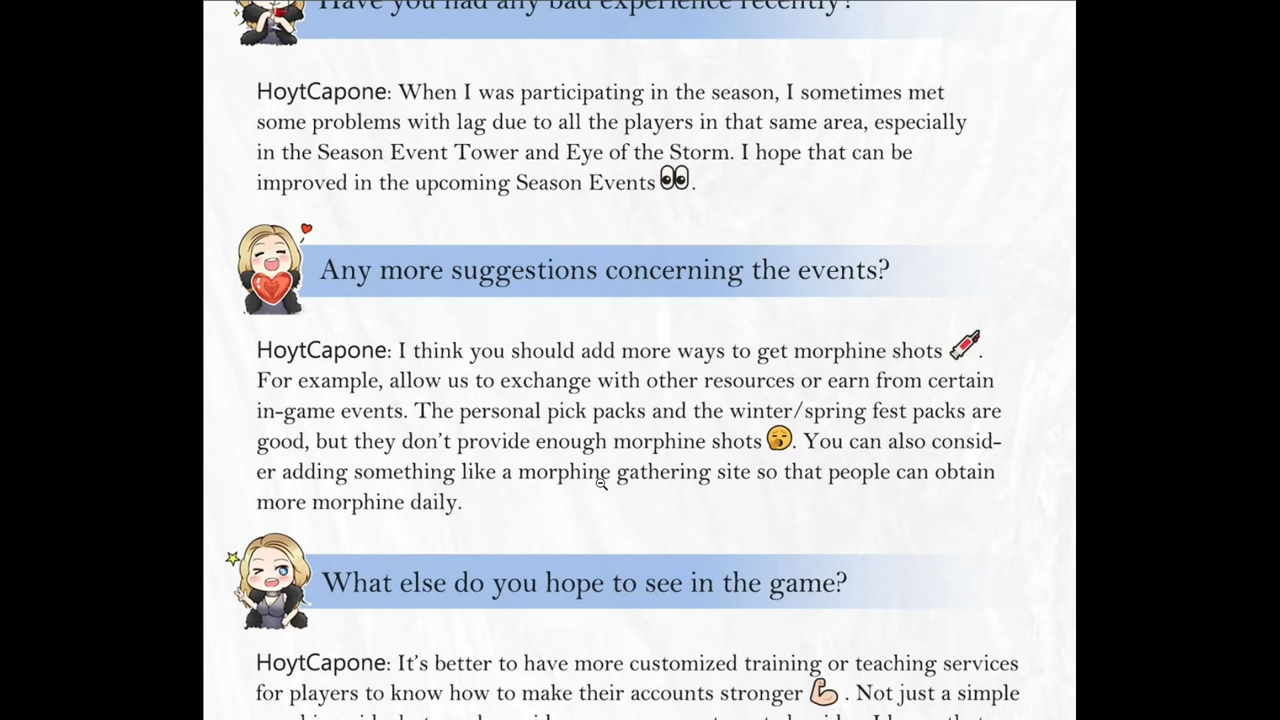 Have you had any bad experience recently?
HoytCapone: When I was participating in the season, I sometimes met
some problems with lag due to all the players in that same area, especially
in the Season Event Tower and Eye of the Storm. I hope that can be
improved in the upcoming Season Events 👀.
Any more suggestions concerning the events?
HoytCapone: I think you should add more ways to get morphine shots 💉.
For example, allow us to exchange with other resources or earn from certain
in-game events. The personal pick packs and the winter/spring fest packs are
good, but they don't provide enough morphine shots 🥱. You can also consid-
er adding something like a morphine gathering site so that people can obtain
more morphine daily.
What else do you hope to see in the game?
HoytCapone: It's better to have more customized training or teaching services
for players to know how to make their accounts stronger 💪. Not just a simple